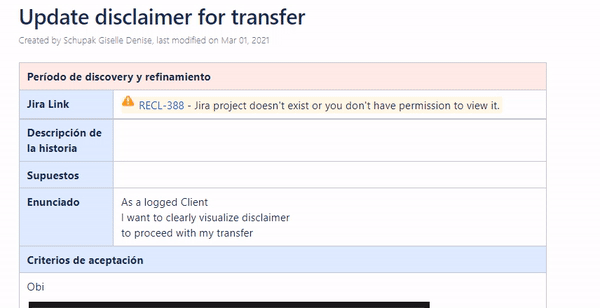 Update disclaimer for transfer
Created by Schupak Giselle Denise, last modified on Mar 01, 2021
Período de discovery y refinamiento
Jira Link RECL-388 - Jira project doesn't exist or you don't have permission to view it.
Descripción de
la historia
Supuestos
Enunciado As a logged Client
I want to clearly visualize disclaimer
to proceed with my transfer
Criterios de aceptación
Obi